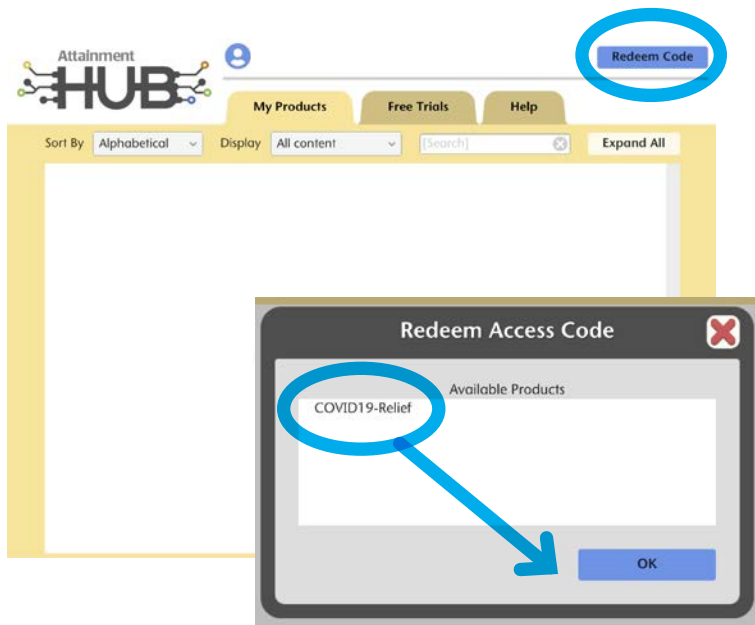 Attainment
HUB
Redeem Code
My Products Free Trials Help
Sort By Alphabetical Display All content [Search] Expand All
Redeem Access Code
Available Products
COVID19-Relief
OK